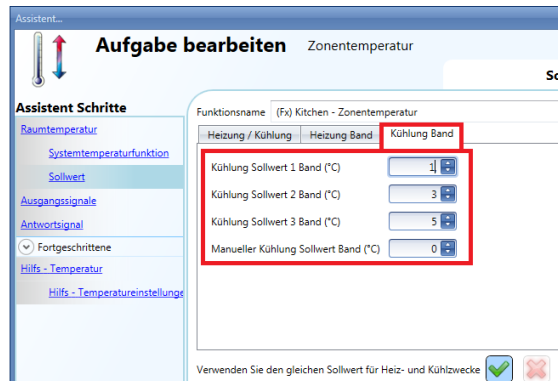 Assistent...
Aufgabe bearbeiten Zonentemperatur
Assistent Schritte
Raumtemperatur
Systemtemperaturfunktion
Sollwert
Ausgangssignale
Antwortsignal
Fortgeschrittene
Hilfs - Temperatur
Hilfs - Temperatureinstellunge
Funktionsname (Fx) Kitchen - Zonentemperatur
Heizung / Kühlung Heizung Band Kühlung Band
Kühlung Sollwert 1 Band (°C) 1
Kühlung Sollwert 2 Band (°C) 3
Kühlung Sollwert 3 Band (°C) 5
Manueller Kühlung Sollwert Band (°C) 0
Verwenden Sie den gleichen Sollwert für Heiz- und Kühlzwecke